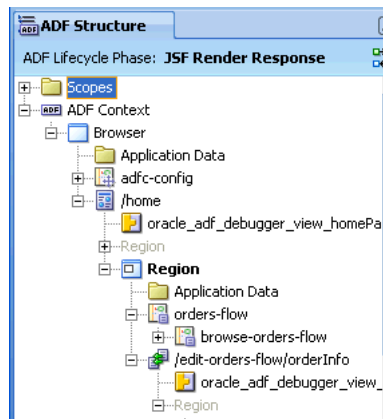 ADF Structure
ADF Lifecycle Phase: JSF Render Response
Scopes
ADF ADF Context
Browser
Application Data
adfc-config
/home
oracle_adf_debugger_view_homePa
Region
Region
Application Data
orders-flow
browse-orders-flow
/edit-orders-flow/orderInfo
oracle_adf_debugger_view_
Region